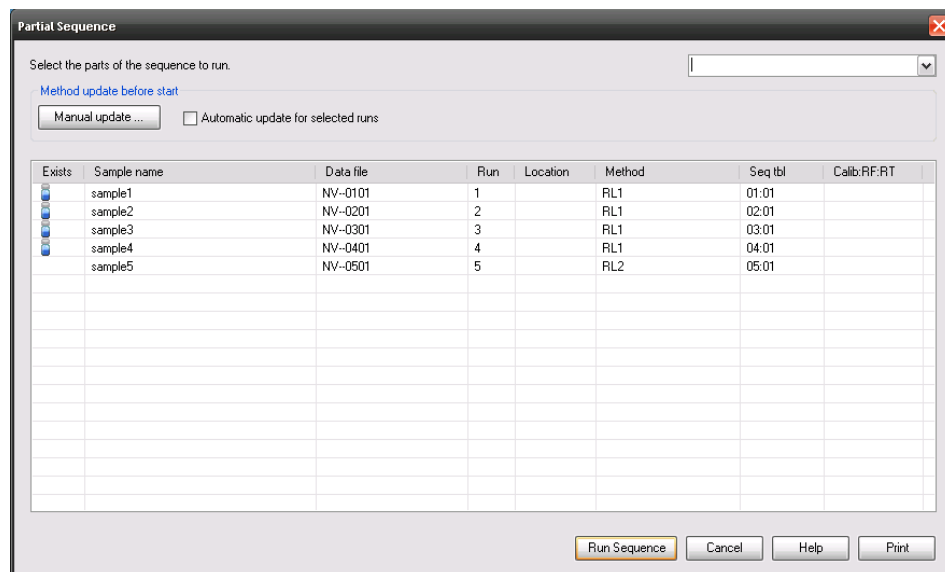 Partial Sequence
Select the parts of the sequence to run.
Method update before start
Manual update ... Automatic update for selected runs
Exists Sample name Data file Run Location Method Seq tbl Calib:RF:RT
sample1 NV--0101 1 RL1 01:01
sample2 NV--0201 2 RL1 02:01
sample3 NV--0301 3 RL1 03:01
sample4 NV--0401 4 RL1 04:01
sample5 NV--0501 5 RL2 05:01
Run Sequence Cancel Help Print